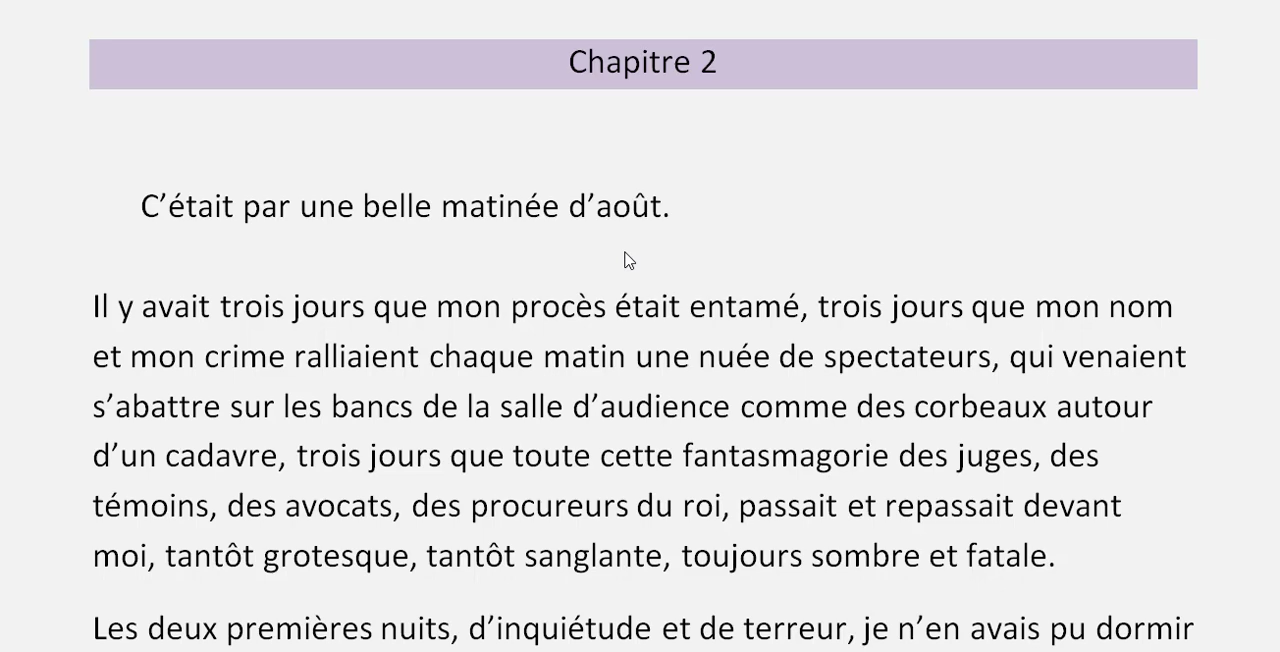 Chapitre 2
C’était par une belle matinée d’août.
Il y avait trois jours que mon procès était entamé, trois jours que mon nom
et mon crime ralliaient chaque matin une nuée de spectateurs, qui venaient
s’abattre sur les bancs de la salle d’audience comme des corbeaux autour
d’un cadavre, trois jours que toute cette fantasmagorie des juges, des
témoins, des avocats, des procureurs du roi, passait et repassait devant
moi, tantôt grotesque, tantôt sanglante, toujours sombre et fatale.
Les deux premières nuits, d’inquiétude et de terreur, je n’en avais pu dormir